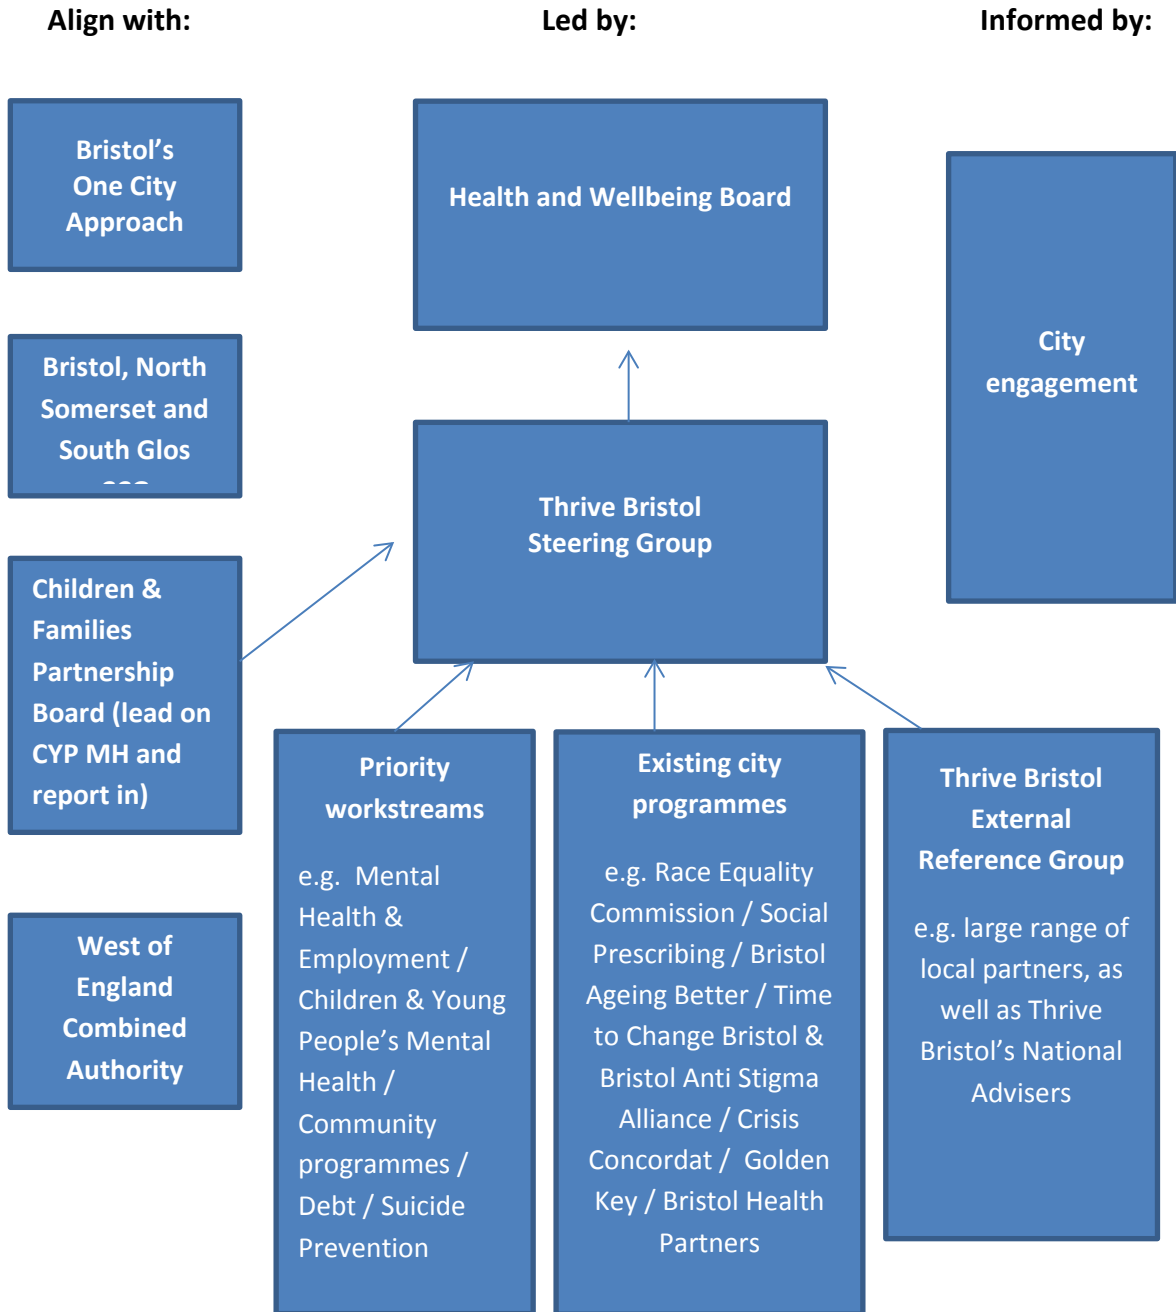 Align with:
Led by:
Informed by:
Bristol's
One City
Approach
Health and Wellbeing Board
City
engagement
Bristol, North
Somerset and
South Glos
Thrive Bristol
Steering Group
Children &
Families
Partnership
Board (lead on
CYP MH and
report in)
West of
England
Combined
Authority
Priority
workstreams
e.g.  Mental
Health &
Employment /
Children & Young
People's Mental
Health /
Community
programmes /
Debt / Suicide
Prevention
Existing city
programmes
e.g. Race Equality
Commission / Social
Prescribing / Bristol
Ageing Better / Time
to Change Bristol &
Bristol Anti Stigma
Alliance / Crisis
Concordat /  Golden
Key / Bristol Health
Partners
Thrive Bristol
External
Reference Group
e.g. large range of
local partners, as
well as Thrive
Bristol's National
Advisers